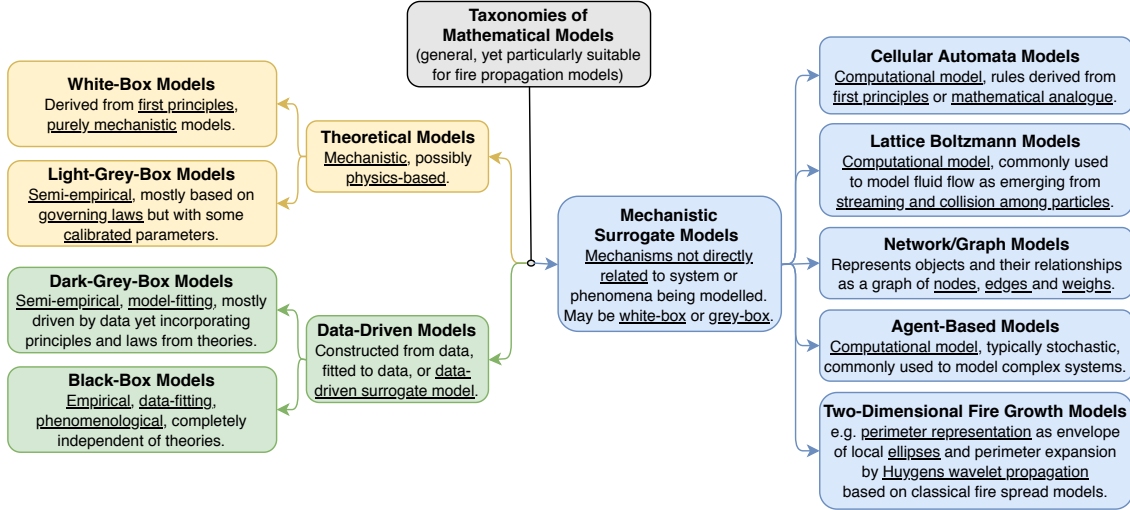 Taxonomies of
Mathematical Models
(general, yet particularly suitable
for fire propagation models)
White-Box Models
Derived from first principles,
purely mechanistic models.
Light-Grey-Box Models
Semi-empirical, mostly based on
governing laws but with some
calibrated parameters.
Theoretical Models
Mechanistic, possibly
physics-based.
Dark-Grey-Box Models
Semi-empirical, model-fitting, mostly
driven by data yet incorporating
principles and laws from theories.
Black-Box Models
Empirical, data-fitting,
phenomenological, completely
independent of theories.
Data-Driven Models
Constructed from data,
fitted to data, or data-
driven surrogate model.
Mechanistic
Surrogate Models
Mechanisms not directly
related to system or
phenomena being modelled.
May be white-box or grey-box.
Cellular Automata Models
Computational model, rules derived from
first principles or mathematical analogue.
Lattice Boltzmann Models
Computational model, commonly used
to model fluid flow as emerging from
streaming and collision among particles.
Network/Graph Models
Represents objects and their relationships
as a graph of nodes, edges and weighs.
Agent-Based Models
Computational model, typically stochastic,
commonly used to model complex systems.
Two-Dimensional Fire Growth Models
e.g. perimeter representation as envelope
of local ellipses and perimeter expansion
by Huygens wavelet propagation
based on classical fire spread models.